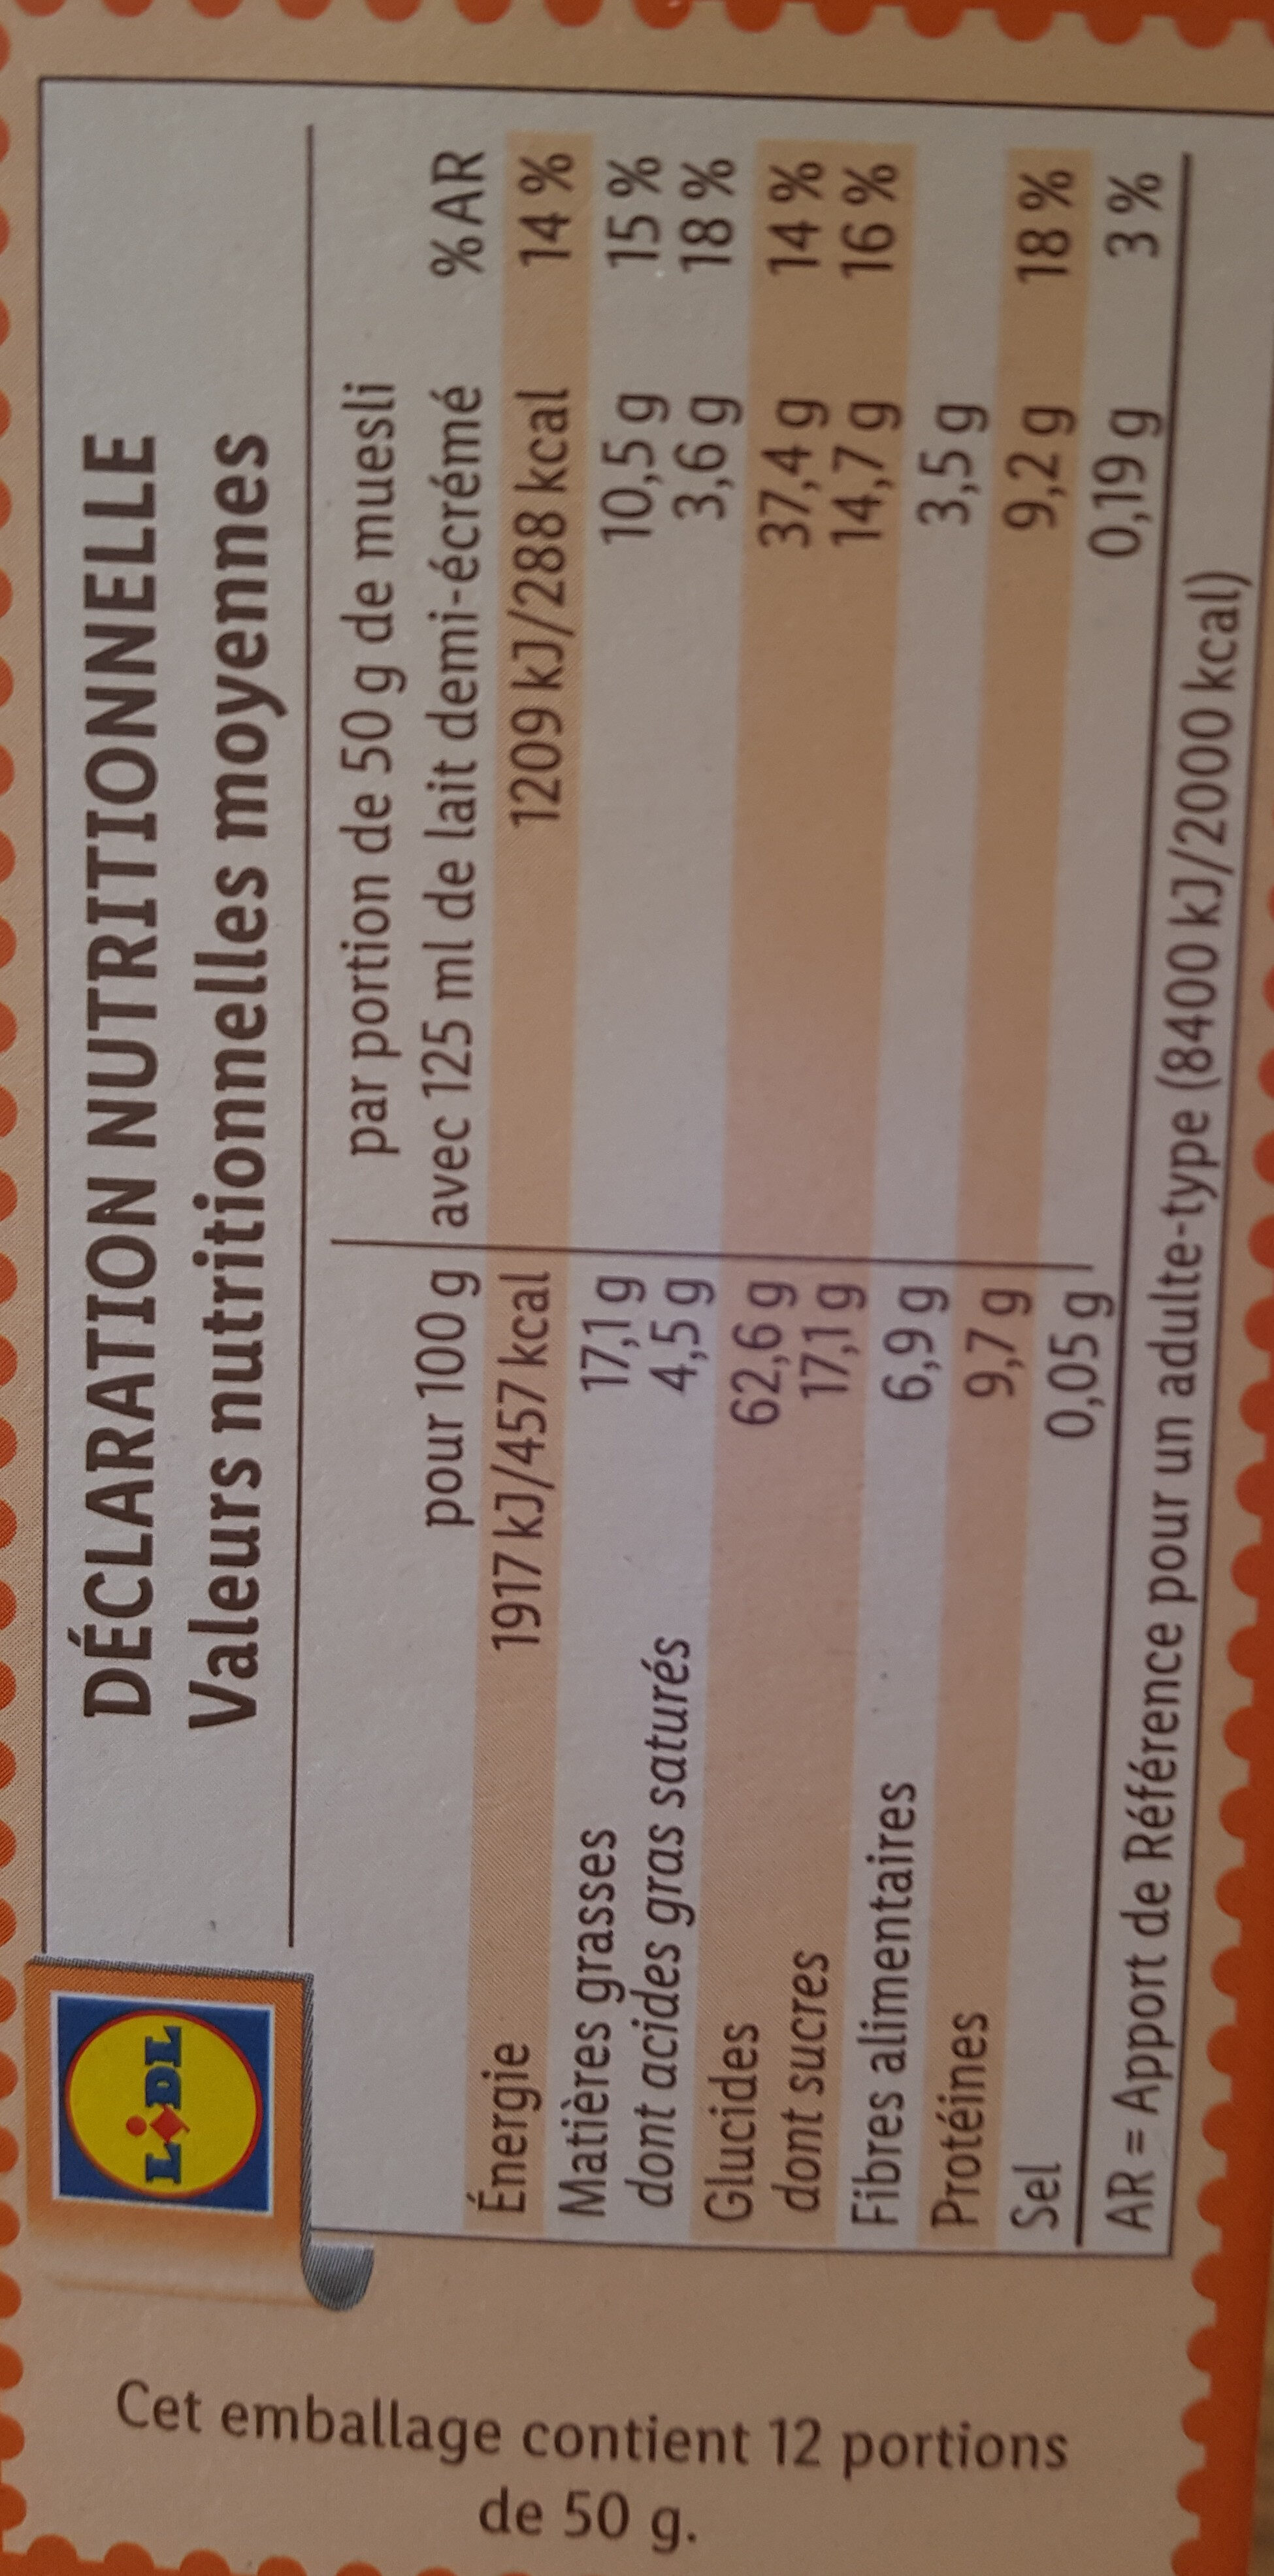 LIDL
DÉCLARATION NUTRITIONNELLE
Valeurs nutritionnelles moyennes
par portion de 50 g de muesli
pour 100 g avec 125 ml de lait demi-écrémé % AR
Énergie 1917 kJ/457 kcal 1209 kJ/288 kcal 14 %
Matières grasses 17,1 g 10,5 g 15 %
dont acides gras saturés 4,5 g 3,6 g 18 %
Glucides 62,6 g 37,4 g 14 %
dont sucres 17,1 g 14,7 g 16 %
Fibres alimentaires 6,9 g 3,5 g
Protéines 9,7 g 9,2 g 18 %
Sel 0,05 g 0,19 g 3 %
AR = Apport de Référence pour un adulte-type (8400 kJ/2000 kcal)
Cet emballage contient 12 portions
de 50 g.